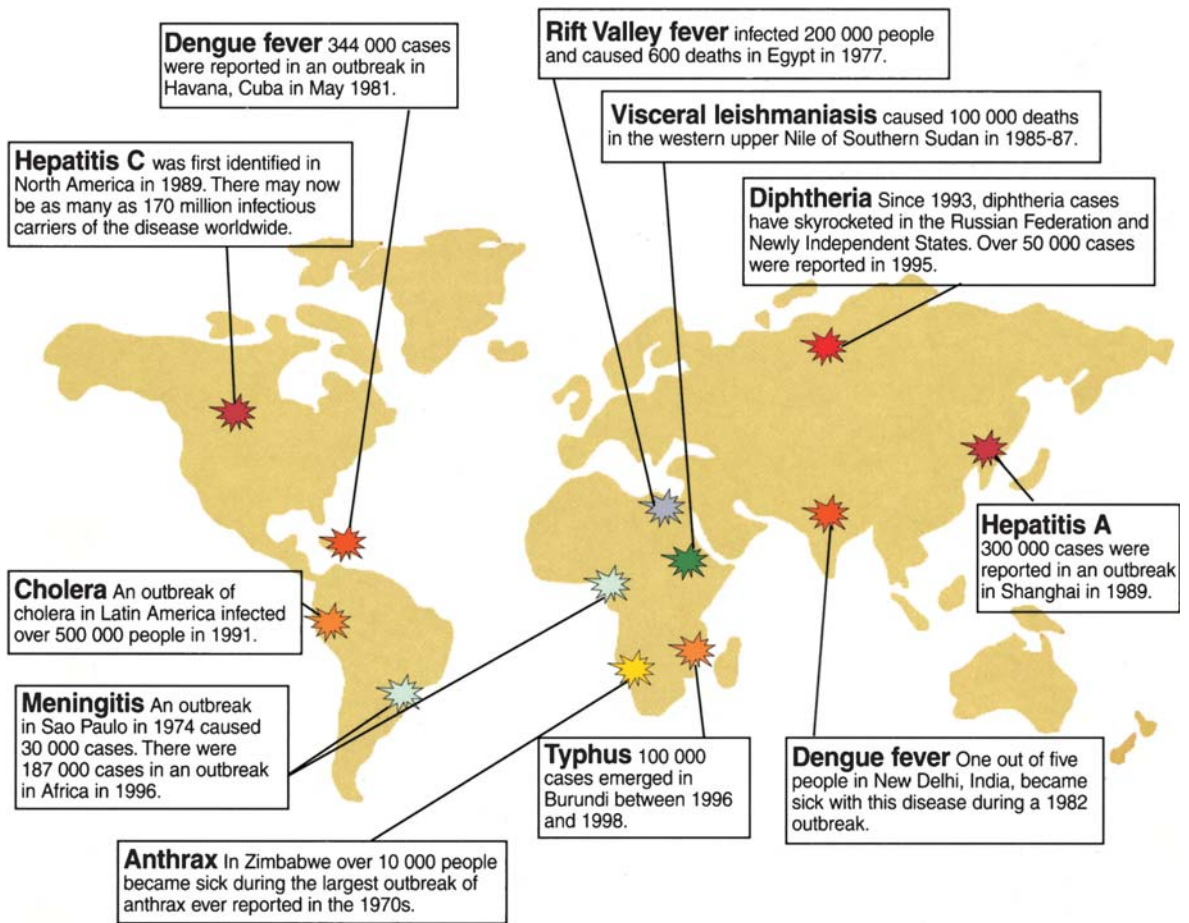 Dengue fever 344 000 cases
were reported in an outbreak in
Havana, Cuba in May 1981.
Rift Valley fever infected 200 000 people
and caused 600 deaths in Egypt in 1977.
Visceral leishmaniasis caused 100 000 deaths
in the western upper Nile of Southern Sudan in 1985-87.
Hepatitis C was first identified in
North America in 1989. There may now
be as many as 170 million infectious
carriers of the disease worldwide.
Diphtheria Since 1993, diphtheria cases
have skyrocketed in the Russian Federation and
Newly Independent States. Over 50 000 cases
were reported in 1995.
Hepatitis A
300 000 cases were
reported in an outbreak
in Shanghai in 1989.
Cholera An outbreak of
cholera in Latin America infected
over 500 000 people in 1991.
Meningitis An outbreak
in Sao Paulo in 1974 caused
30 000 cases. There were
187 000 cases in an outbreak
in Africa in 1996.
Typhus 100 000
cases emerged in
Burundi between 1996
and 1998.
Dengue fever One out of five
people in New Delhi, India, became
sick with this disease during a 1982
outbreak.
Anthrax In Zimbabwe over 10 000 people
became sick during the largest outbreak of
anthrax ever reported in the 1970s.